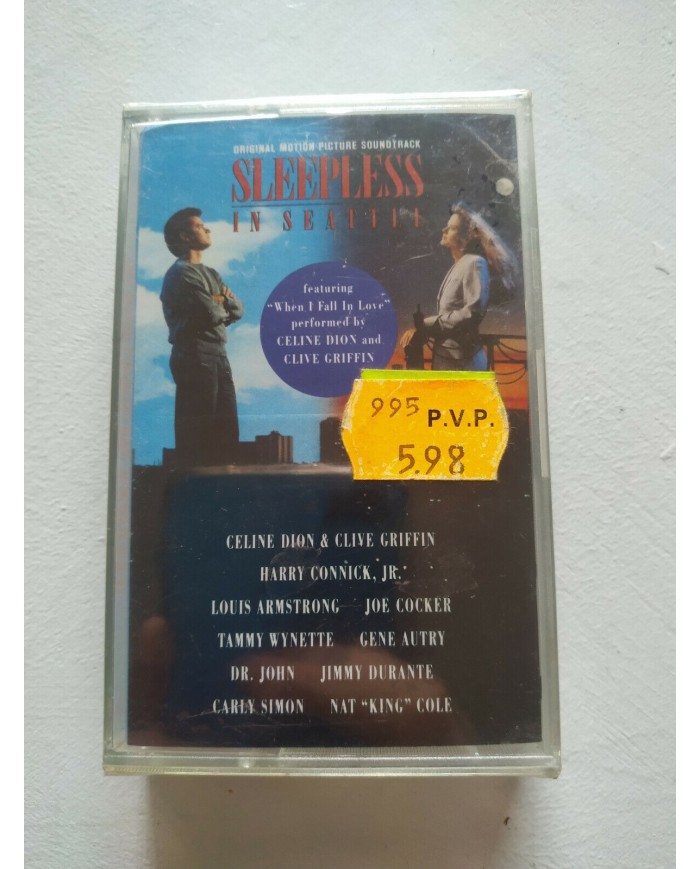 ORIGINAL MOTION PICTURE SOUNDTRACK
SLEEPLESS
IN SEATTLE
featuring
"When I Fall In Love"
performed by
CELINE DION and
CLIVE GRIFFIN
995 P.V.P.
5.98
CELINE DION & CLIVE GRIFFIN
HARRY CONNICK, JR.
LOUIS ARMSTRONG JOE COCKER
TAMMY WYNETTE GENE AUTRY
DR. JOHN JIMMY DURANTE
CARLY SIMON NAT "KING" COLE